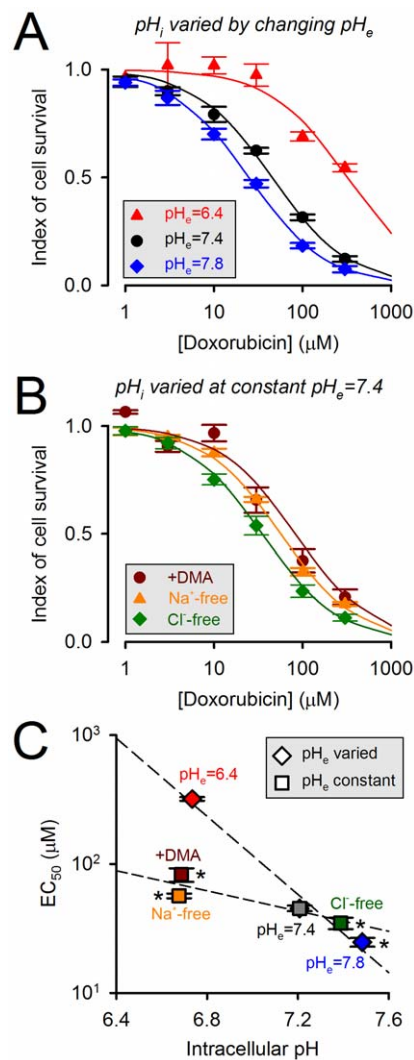 A
pHᵢ varied by changing pHₑ
Index of cell survival
1.0
0.5
0.0
pHₑ=6.4
pHₑ=7.4
pHₑ=7.8
1
10
100
1000
[Doxorubicin] (μM)
B
pHᵢ varied at constant pHₑ=7.4
Index of cell survival
1.0
0.5
0.0
+DMA
Na⁺-free
Cl⁻-free
1
10
100
1000
[Doxorubicin] (μM)
C
EC₅₀ (μM)
10³
10²
10¹
pHₑ varied
pHₑ constant
pHₑ=6.4
+DMA
*
*
Na⁺-free
pHₑ=7.4
Cl⁻-free
*
*
pHₑ=7.8
6.4
6.8
7.2
7.6
Intracellular pH